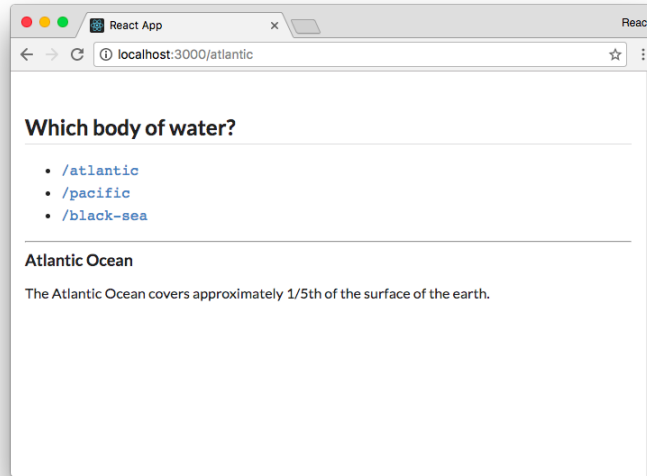 React App
Reac
localhost:3000/atlantic
Which body of water?
/atlantic
/pacific
/black-sea
Atlantic Ocean
The Atlantic Ocean covers approximately 1/5th of the surface of the earth.